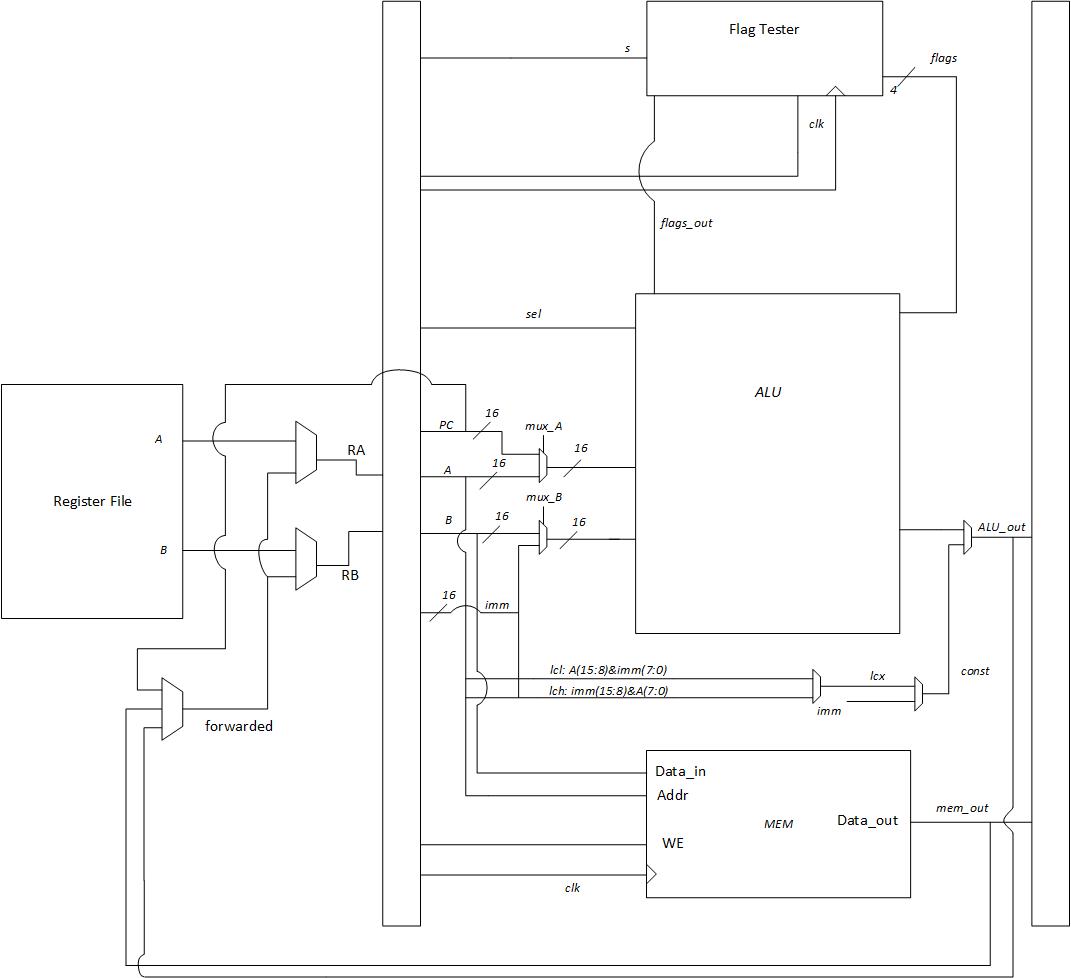 Flag Tester
s
flags
4
clk
flags_out
sel
ALU
PC
16
mux_A
16
A
16
RA
A
mux_B
B
16
16
Register File
ALU_out
B
RB
16
imm
lcl: A(15:8)&imm(7:0)
lcx
const
lch: imm(15:8)&A(7:0)
imm
forwarded
Data_in
Addr
mem_out
MEM
Data_out
WE
clk